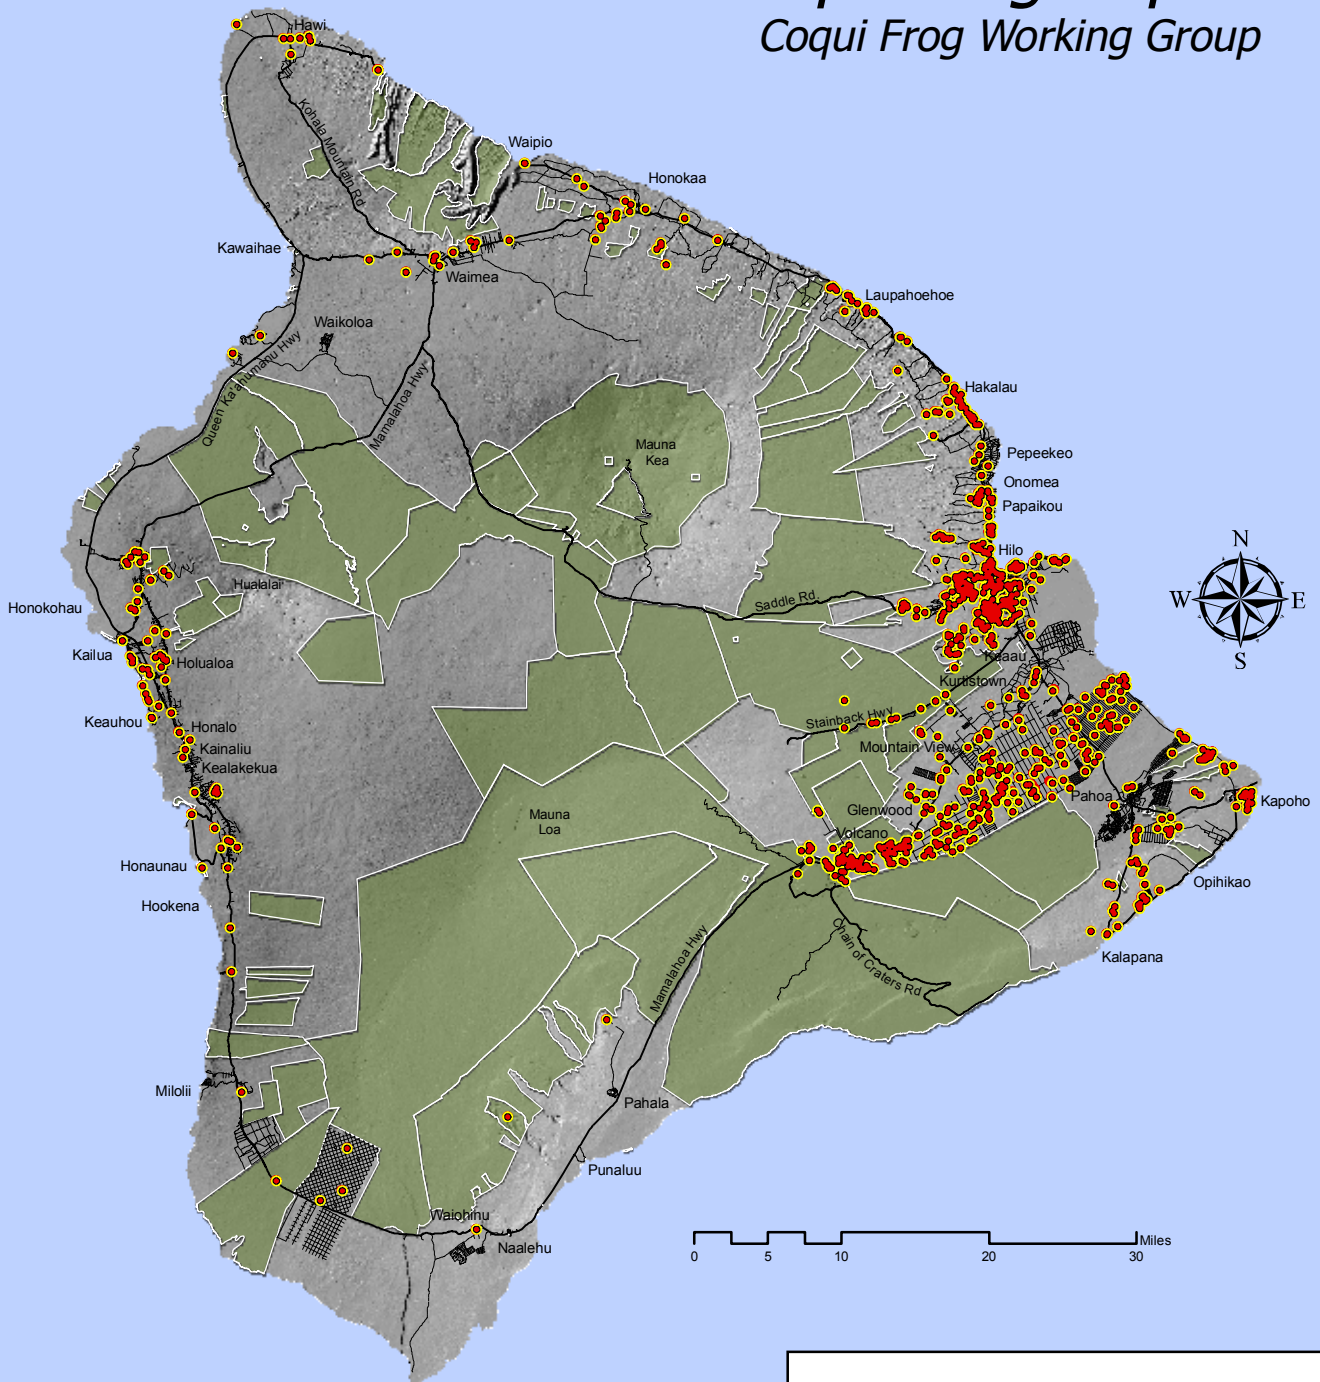 Coqui Frog Working Group
Hawi
Kohala Mountain Rd
Waipio
Honokaa
Kawaihae
Waimea
Laupahoehoe
Waikoloa
Queen Ka'ahumanu Hwy
Mamalahoa Hwy
Hakalau
Mauna
Kea
Pepeekeo
Onomea
Papaikou
Hilo
N
W
E
S
Hualalai
Honokohau
Saddle Rd.
Kailua
Holualoa
Keaau
Kurtistown
Keauhou
Honalo
Kainaliu
Kealakekua
Stainback Hwy
Mountain View
Pahoa
Kapoho
Mauna
Loa
Glenwood
Volcano
Honaunau
Opihikao
Hookena
Mamalahoa Hwy
Chain of Craters Rd
Kalapana
Milolii
Pahala
Punaluu
Waiohinu
Naalehu
Miles
0 5 10 20 30